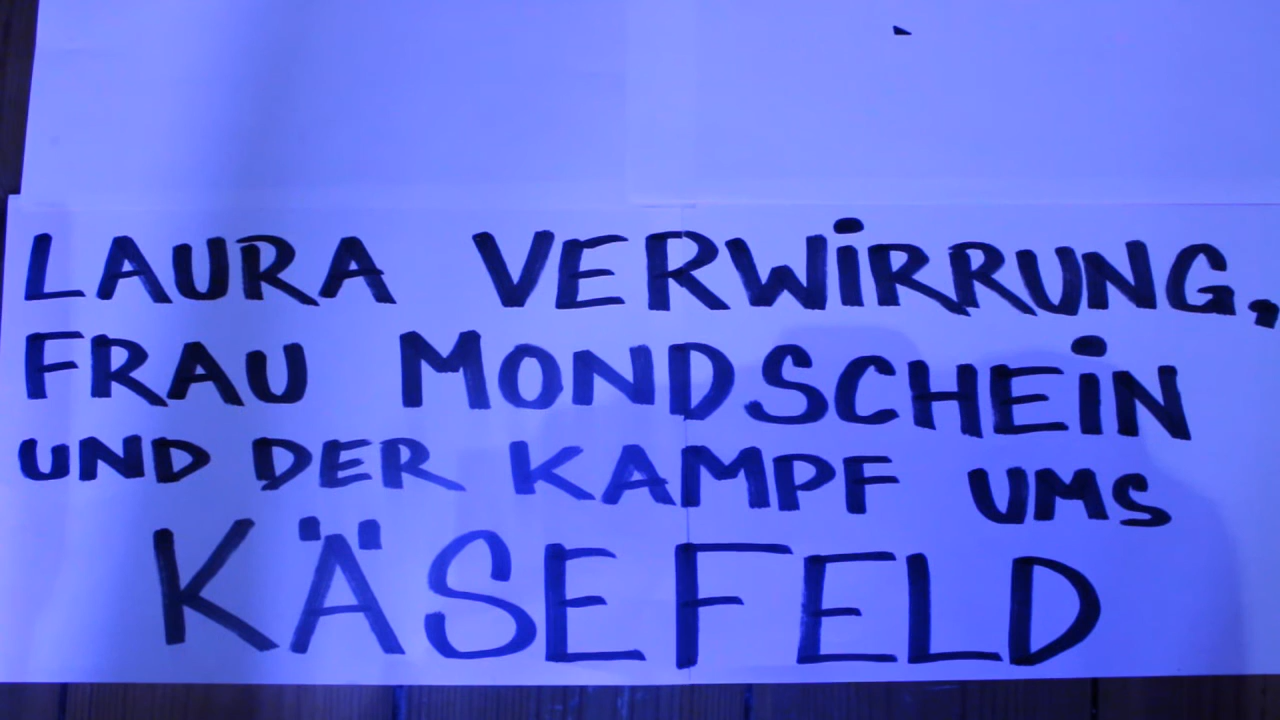 LAURA VERWiRRUNG,
FRAU MONDSCHEiN
UND DER KAMPF UMS
KÄSEFELD